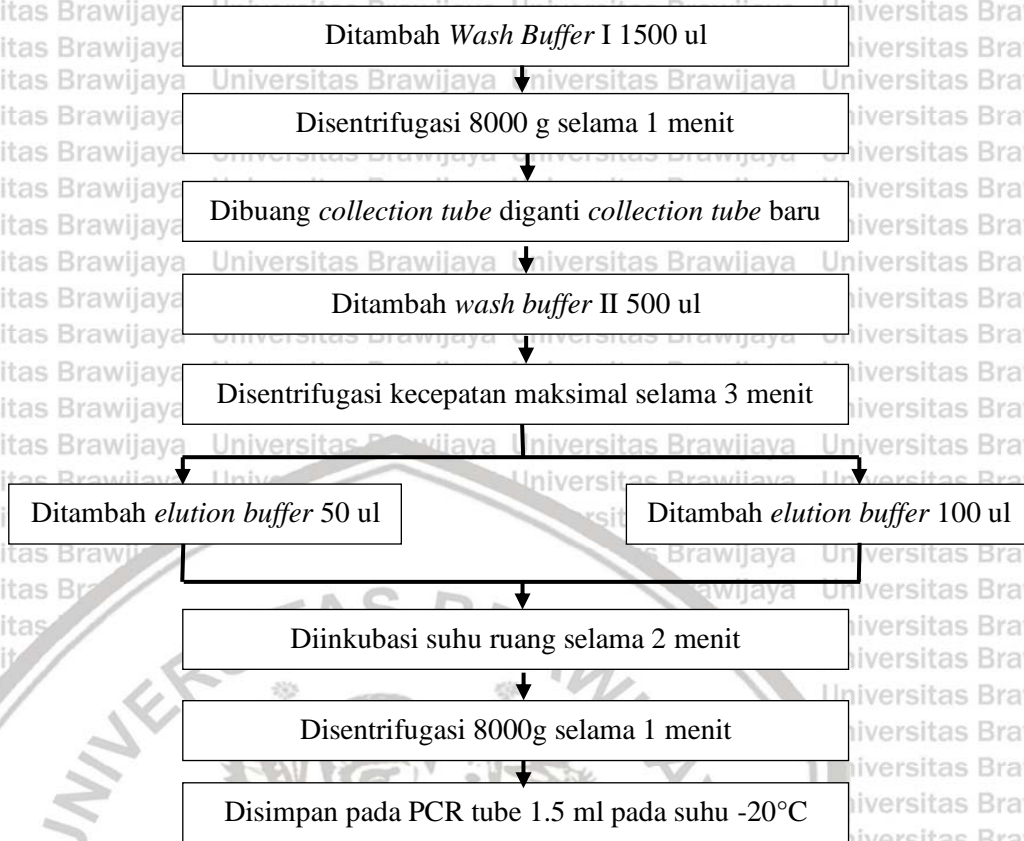 Ditambah Wash Buffer I 1500 ul
Disentrifugasi 8000 g selama 1 menit
Dibuang collection tube diganti collection tube baru
Ditambah wash buffer II 500 ul
Disentrifugasi kecepatan maksimal selama 3 menit
Ditambah elution buffer 50 ul
Ditambah elution buffer 100 ul
Diinkubasi suhu ruang selama 2 menit
Disentrifugasi 8000g selama 1 menit
Disimpan pada PCR tube 1.5 ml pada suhu -20°C
Universitas Brawijaya